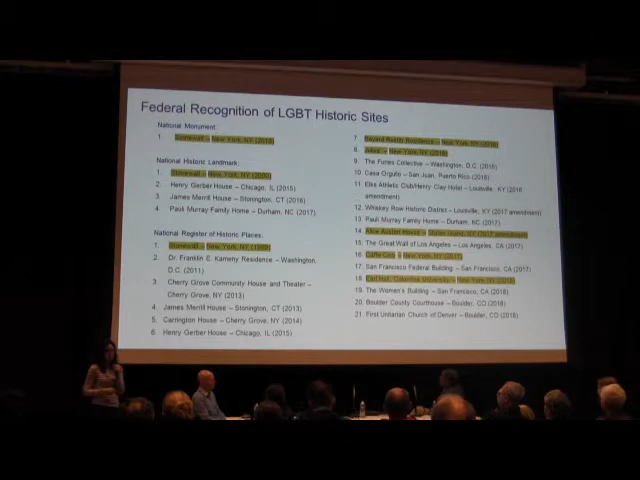 Federal Recognition of LGBT Historic Sites
National Monument:
1. Stonewall – New York, NY (2016)
National Historic Landmark:
1. Stonewall – New York, NY (2000)
2. Henry Gerber House – Chicago, IL (2015)
3. James Merrill House – Stonington, CT (2016)
4. Pauli Murray Family Home – Durham, NC (2017)
National Register of Historic Places:
1. Stonewall – New York, NY (1999)
2. Dr. Franklin E. Kameny Residence – Washington,
D.C. (2011)
3. Cherry Grove Community House and Theater –
Cherry Grove, NY (2013)
4. James Merrill House – Stonington, CT (2013)
5. Carrington House – Cherry Grove, NY (2014)
6. Henry Gerber House – Chicago, IL (2015)
7. Bayard Rustin Residence – New York, NY (2016)
8. Julius' – New York, NY (2016)
9. The Furies Collective – Washington, D.C. (2016)
10. Casa Orgullo – San Juan, Puerto Rico (2016)
11. Elks Athletic Club/Henry Clay Hotel – Louisville, KY (2016
amendment)
12. Whiskey Row Historic District – Louisville, KY (2017 amendment)
13. Pauli Murray Family Home – Durham, NC (2017)
14. Alice Austen House – Staten Island, NY (2017 amendment)
15. The Great Wall of Los Angeles – Los Angeles, CA (2017)
16. Caffe Cino – New York, NY (2017)
17. San Francisco Federal Building – San Francisco, CA (2017)
18. Earl Hall, Columbia University – New York, NY (2018)
19. The Women's Building – San Francisco, CA (2018)
20. Boulder County Courthouse – Boulder, CO (2018)
21. First Unitarian Church of Denver – Boulder, CO (2018)